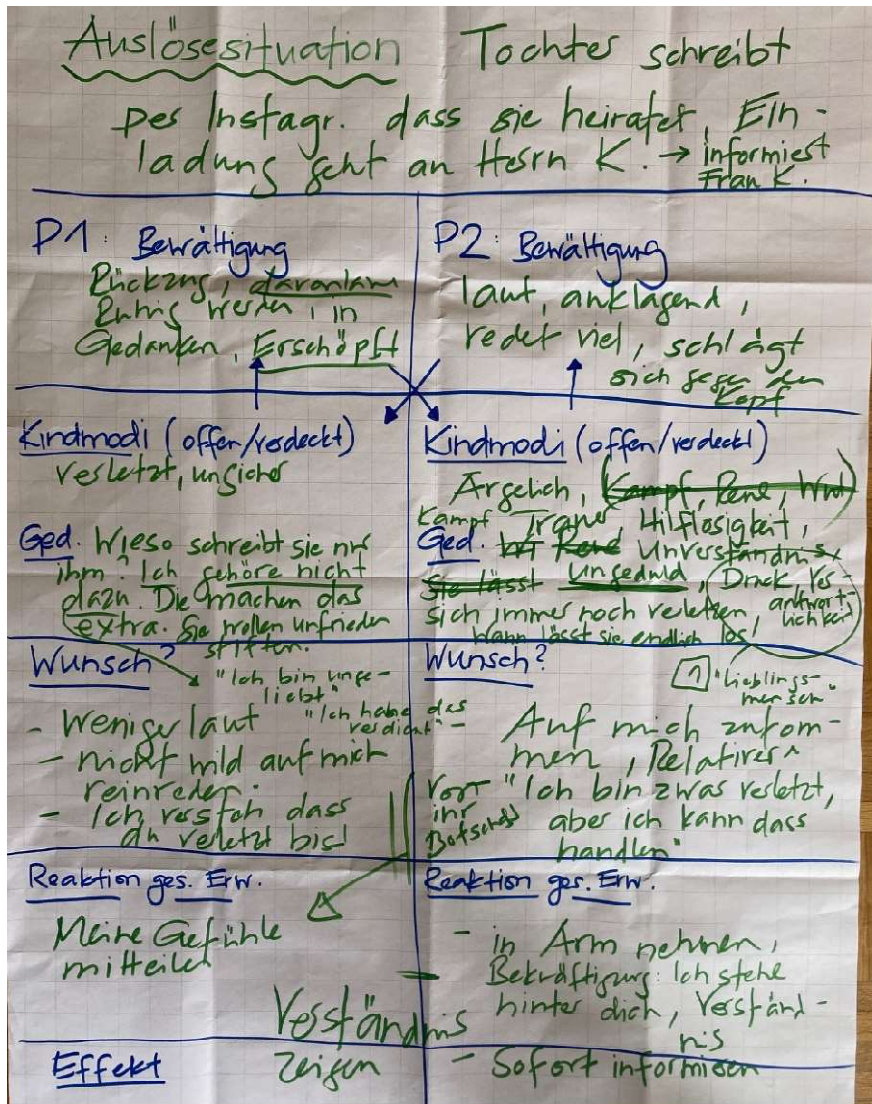 Auslösesituation Tochter schreibt
per Instagr. dass sie heiratet, Ein-
ladung geht an Herrn K. → informiert
Frau K.
P1: Bewältigung
Rückzug,
Ruhig werden, in
Gedanken, Erschöpft
P2: Bewältigung
laut, anklagend,
redet viel, schlägt
sich gegen den
Kopf
Kindmodi (offen/verdeckt)
verletzt, unsicher
Ged. Wieso schreibt sie nur
ihm? Ich gehöre nicht
dazu. Die machen das
extra. Sie wollen unfrieden
stiften.
Kindmodi (offen/verdeckt)
Ärgelich, Kampf, Wut
Kampf Trauer, Hilflosigkeit,
Ged. Unverständnis,
Sie lässt Ungeduld, Druck Ver-
antwort-
lichkeit
sich immer noch verletzen
Wann lässt sie endlich los!
Wunsch?
"Ich bin unge-
liebt"
"Ich habe das
verdient"
- Weniger laut
- nicht wild auf mich
reinreden.
- Ich versteh dass
du verletzt bist
Wunsch?
1 "Lieblings-
mensch"
- Auf mich zukom-
men, Relativier
"Ich bin zwas verletzt,
ihr
Botschaft
aber ich kann dass
handlen"
Reaktion ges. Erw.
Meine Gefühle
mitteilen
Reaktion ges. Erw.
- in Arm nehmen,
Bekräftigung: Ich stehe
hinter dich, Verständ-
nis
- Sofort informieren
- Verständnis
zeigen
Effekt